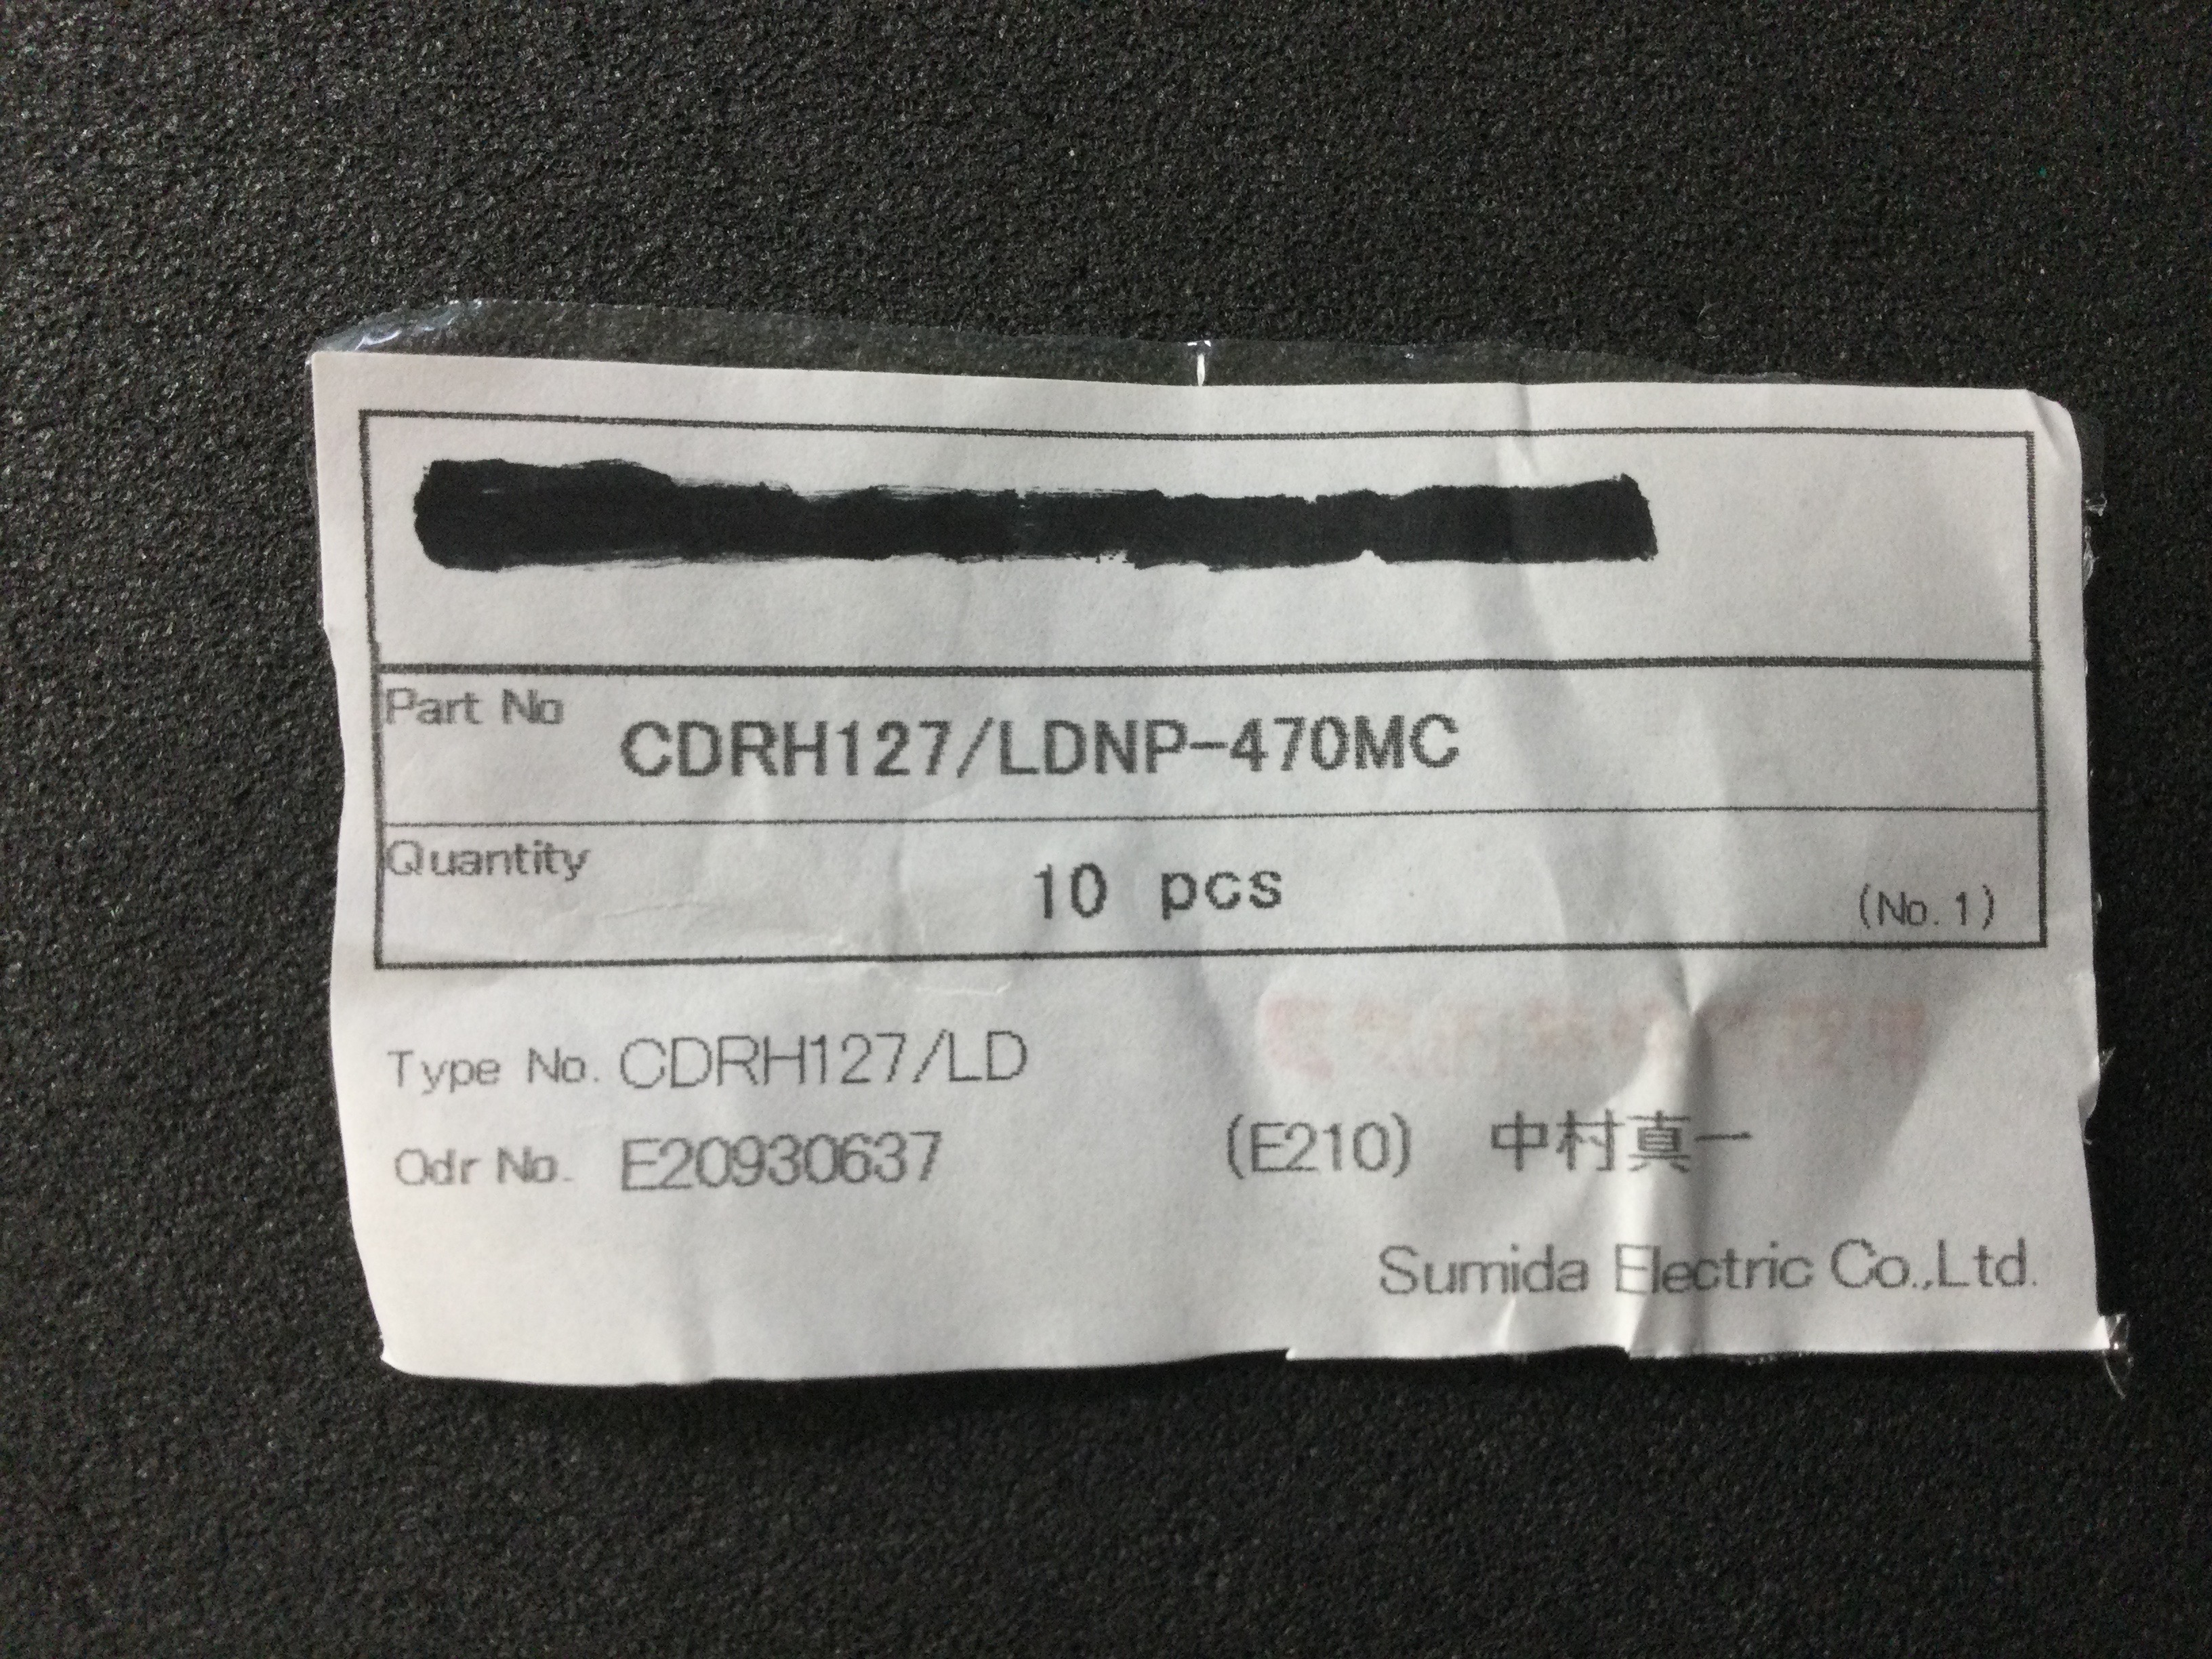 Part No CDRH127/LDNP-470MC
Quantity 10 pcs (No.1)
Type No. CDRH127/LD
Odr No. E20930637 (E210) 中村真一
Sumida Electric Co.,Ltd.